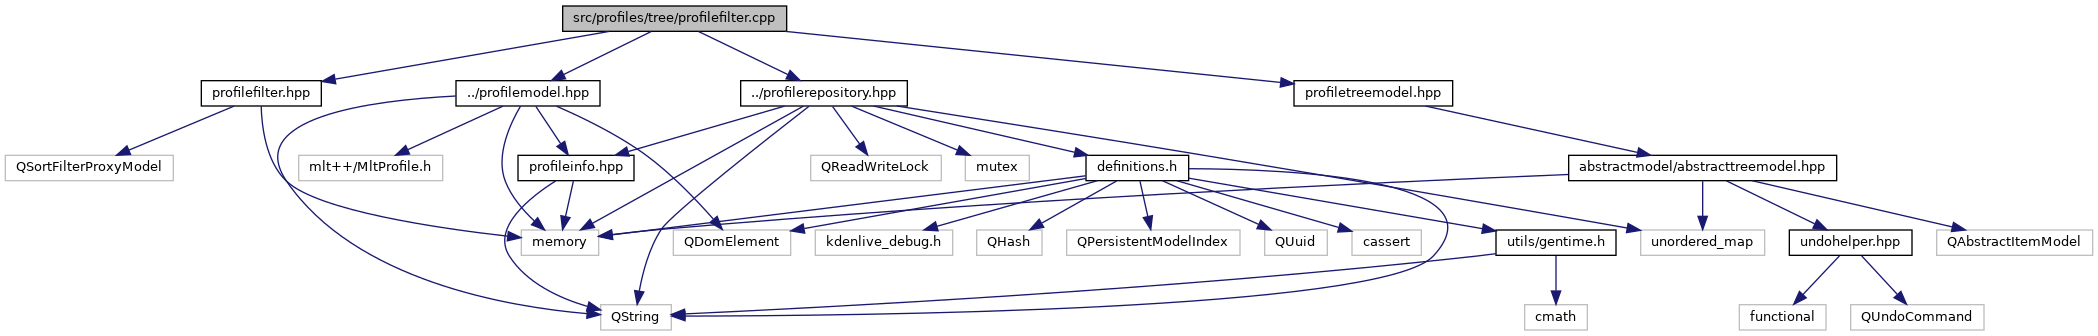 src/profiles/tree/profilefilter.cpp
profilefilter.hpp
../profilemodel.hpp
../profilerepository.hpp
profiletreemodel.hpp
QSortFilterProxyModel
mlt++/MltProfile.h
profileinfo.hpp
QReadWriteLock
mutex
definitions.h
abstractmodel/abstracttreemodel.hpp
memory
QDomElement
kdenlive_debug.h
QHash
QPersistentModelIndex
QUuid
cassert
utils/gentime.h
unordered_map
undohelper.hpp
QAbstractItemModel
QString
cmath
functional
QUndoCommand